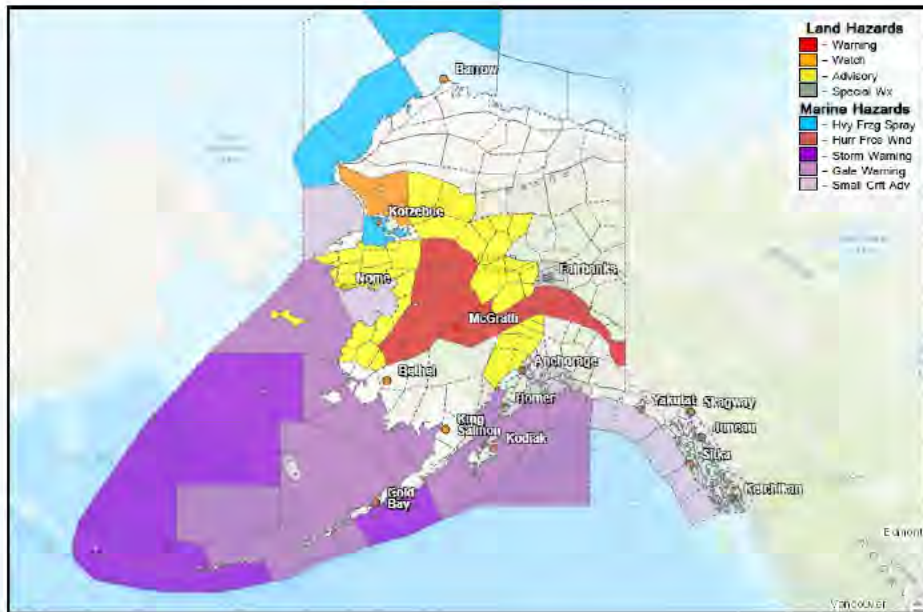 Land Hazards
- Warning
- Watch
- Advisory
- Special Wx
Marine Hazards
- Hvy Frzg Spray
- Hurr Frce Wnd
- Storm Warning
- Gale Warning
- Small Crft Adv
Barrow
Kotzebue
Nome
Fairbanks
McGrath
Anchorage
Bethel
Homer
Yakutat
Skagway
Juneau
King
Salmon
Kodiak
Sitka
Gold
Bay
Ketchikan
Edmont
Vancouver